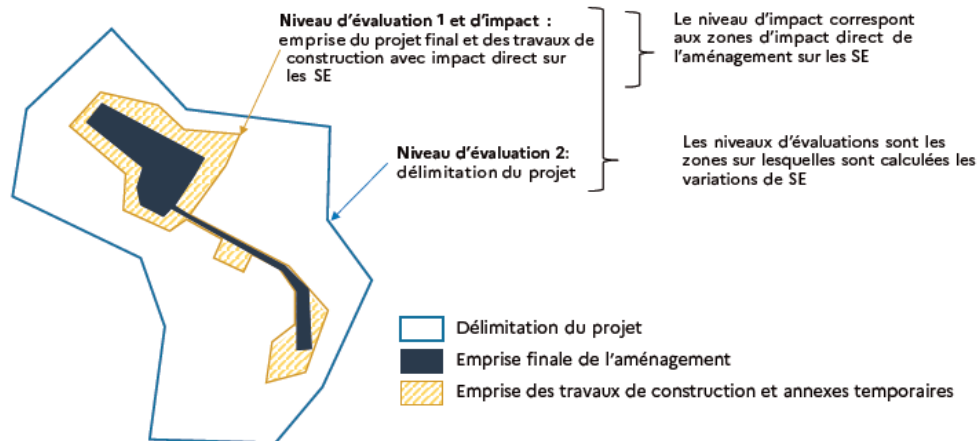 Niveau d'évaluation 1 et d'impact :
emprise du projet final et des travaux de
construction avec impact direct sur
les SE
Le niveau d'impact correspont
aux zones d'impact direct de
l'aménagement sur les SE
Niveau d'évaluation 2:
délimitation du projet
Les niveaux d'évaluations sont les
zones sur lesquelles sont calculées les
variations de SE
Délimitation du projet
Emprise finale de l'aménagement
Emprise des travaux de construction et annexes temporaires